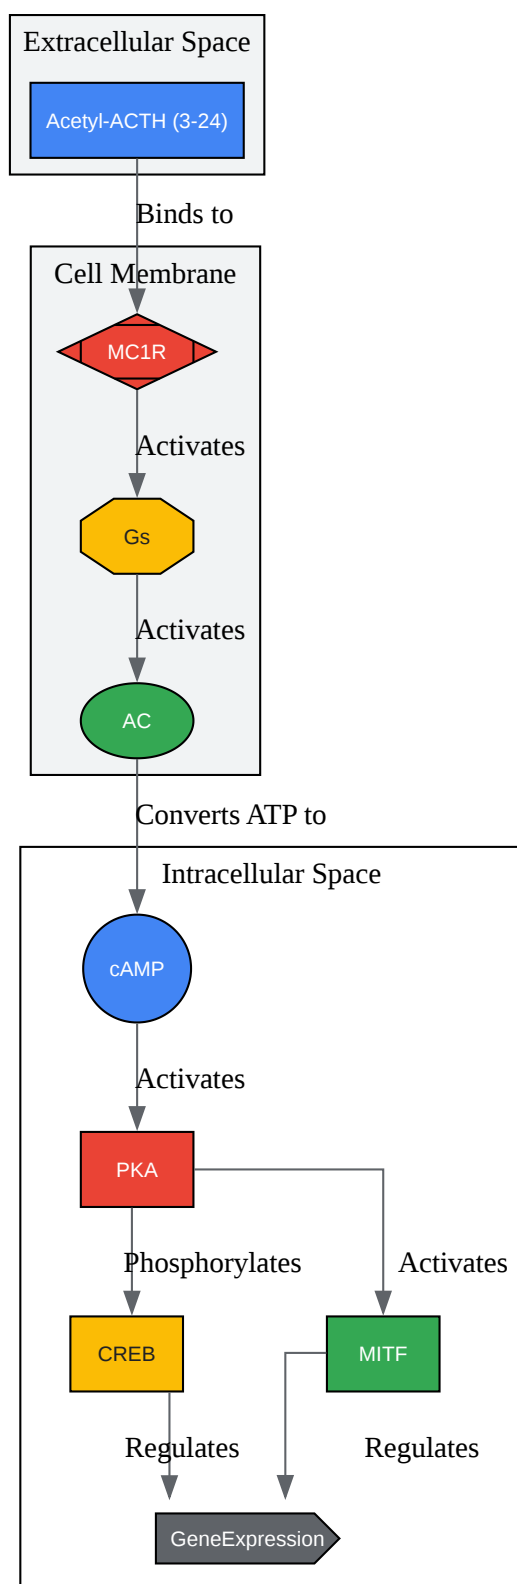 Extracellular Space
Acetyl-ACTH (3-24)
Binds to
Cell Membrane
MC1R
Activates
Gs
Activates
AC
Converts ATP to
Intracellular Space
cAMP
Activates
PKA
Phosphorylates
Activates
CREB
MITF
Regulates
Regulates
GeneExpression